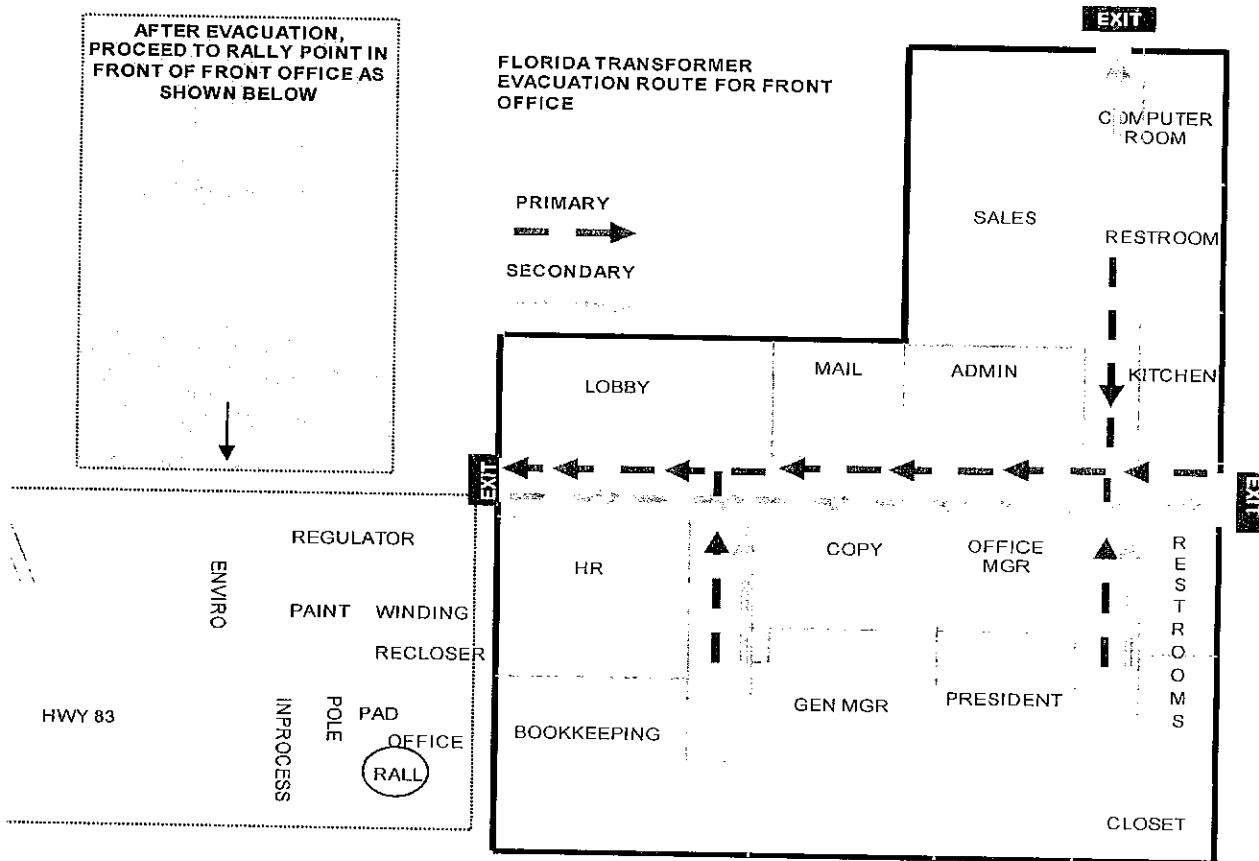 AFTER EVACUATION,
PROCEED TO RALLY POINT IN
FRONT OF FRONT OFFICE AS
SHOWN BELOW
FLORIDA TRANSFORMER
EVACUATION ROUTE FOR FRONT
OFFICE
PRIMARY
SECONDARY
EXIT
COMPUTER
ROOM
SALES
RESTROOM
LOBBY
MAIL
ADMIN
KITCHEN
EXIT
EXIT
HR
COPY
OFFICE
MGR
RESTROOMS
BOOKKEEPING
GEN MGR
PRESIDENT
CLOSET
REGULATOR
ENVIRO
PAINT
WINDING
RECLOSER
HWY 83
INPROCESS
POLE
PAD
OFFICE
RALL